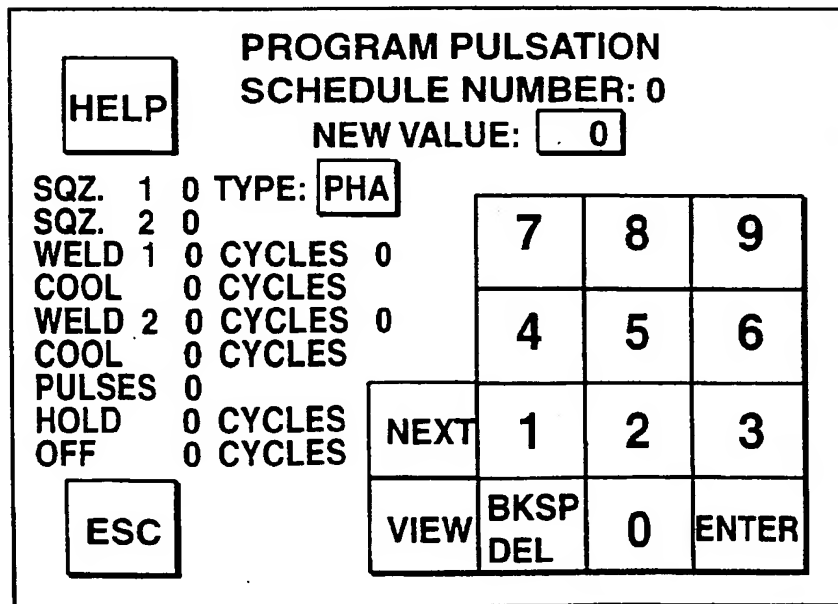 PROGRAM PULSATION
SCHEDULE NUMBER: 0
HELP
NEW VALUE: . 0
SQZ. 1 0 TYPE: PHA
SQZ. 2 0
WELD 1 0 CYCLES 0
COOL 0 CYCLES
WELD 2 0 CYCLES 0
COOL 0 CYCLES
PULSES 0
HOLD 0 CYCLES
OFF 0 CYCLES
7 8 9
4 5 6
NEXT 1 2 3
ESC
VIEW BKSP DEL 0 ENTER